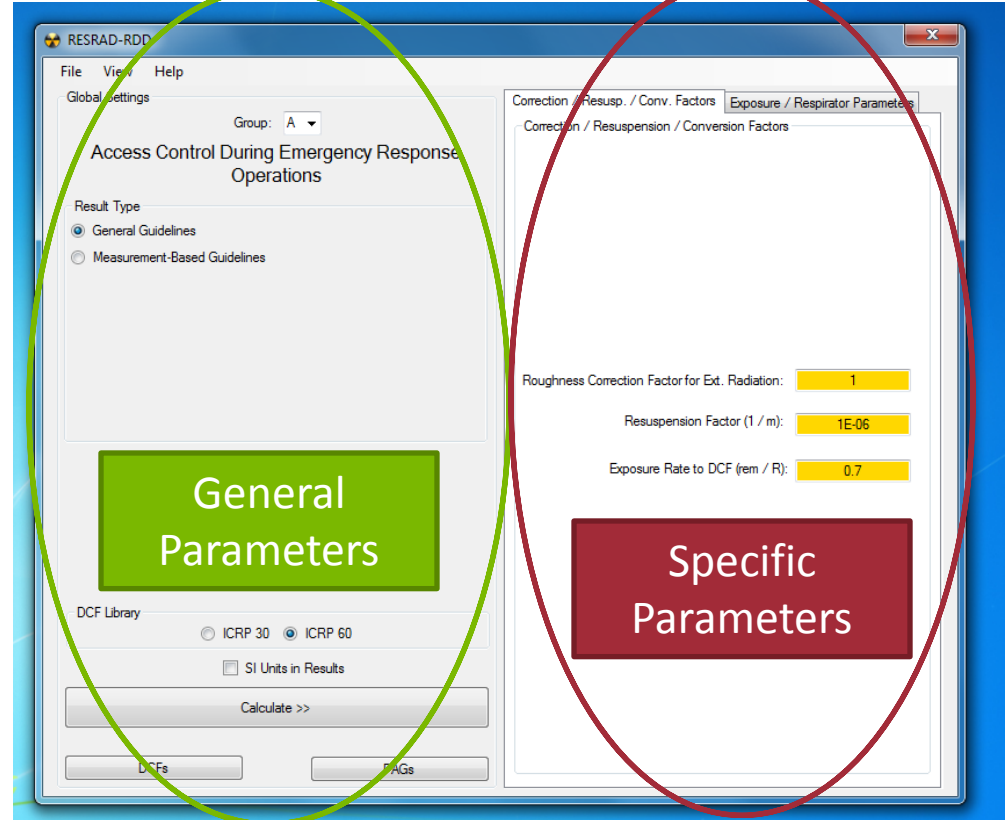 RESRAD-RDD
File View Help
Global Settings
Group: A
Access Control During Emergency Response
Operations
Result Type
General Guidelines
Measurement-Based Guidelines
General
Parameters
DCF Library
ICRP 30 ICRP 60
SI Units in Results
Calculate >>
DCFs PAGs
Correction / Resusp. / Conv. Factors Exposure / Respirator Parameters
Correction / Resuspension / Conversion Factors
Roughness Correction Factor for Ext. Radiation: 1
Resuspension Factor (1 / m): 1E-06
Exposure Rate to DCF (rem / R): 0.7
Specific
Parameters